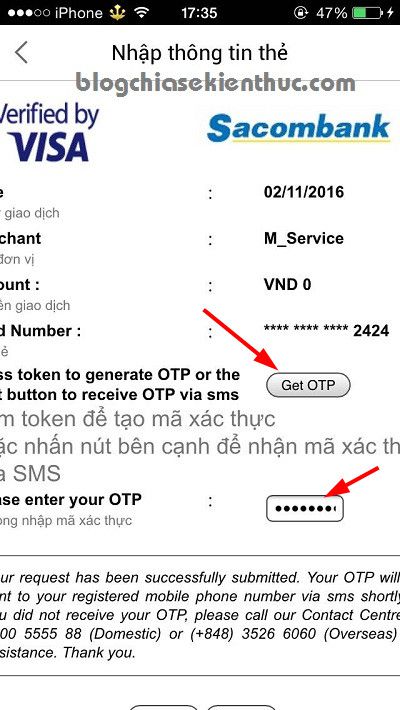 iPhone 17:35 47%
Nhập thông tin thẻ
blogchiasekienthuc.com
erified by
VISA
Sacombank
e : 02/11/2016
giao dịch
chant : M_Service
đơn vị
ount : VND 0
ền giao dịch
d Number : **** **** **** 2424
ẻ
ss token to generate OTP or the
t button to receive OTP via sms
Get OTP
m token để tạo mã xác thực
ặc nhấn nút bên cạnh để nhận mã xác th
a SMS
ase enter your OTP :
òng nhập mã xác thực
ur request has been successfully submitted. Your OTP will
nt to your registered mobile phone number via sms shortly
u did not receive your OTP, please call our Contact Centre
00 5555 88 (Domestic) or (+848) 3526 6060 (Overseas)
sistance. Thank you.